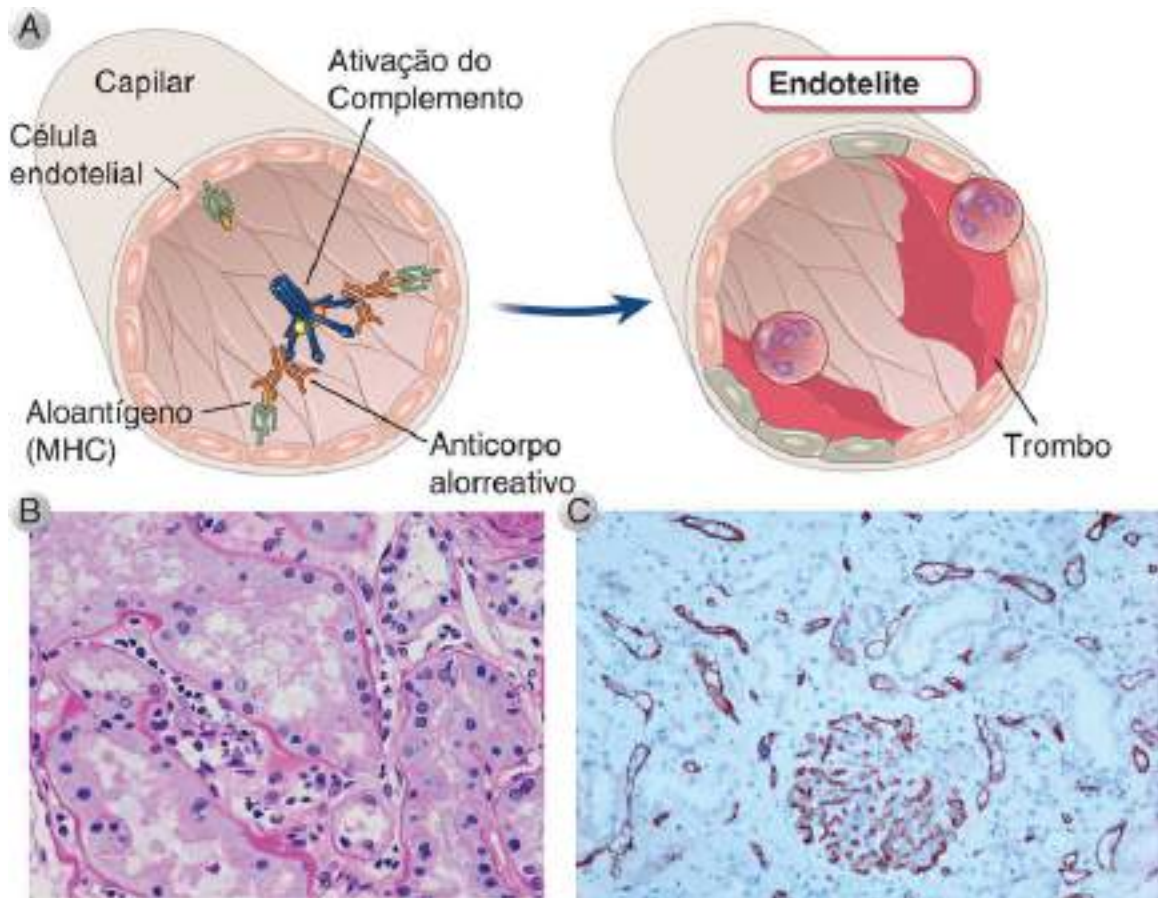 A
Capilar
Célula
endotelial
Ativação do
Complemento
Aloantígeno
(MHC)
Anticorpo
alorreativo
Endotelite
Trombo
B
C